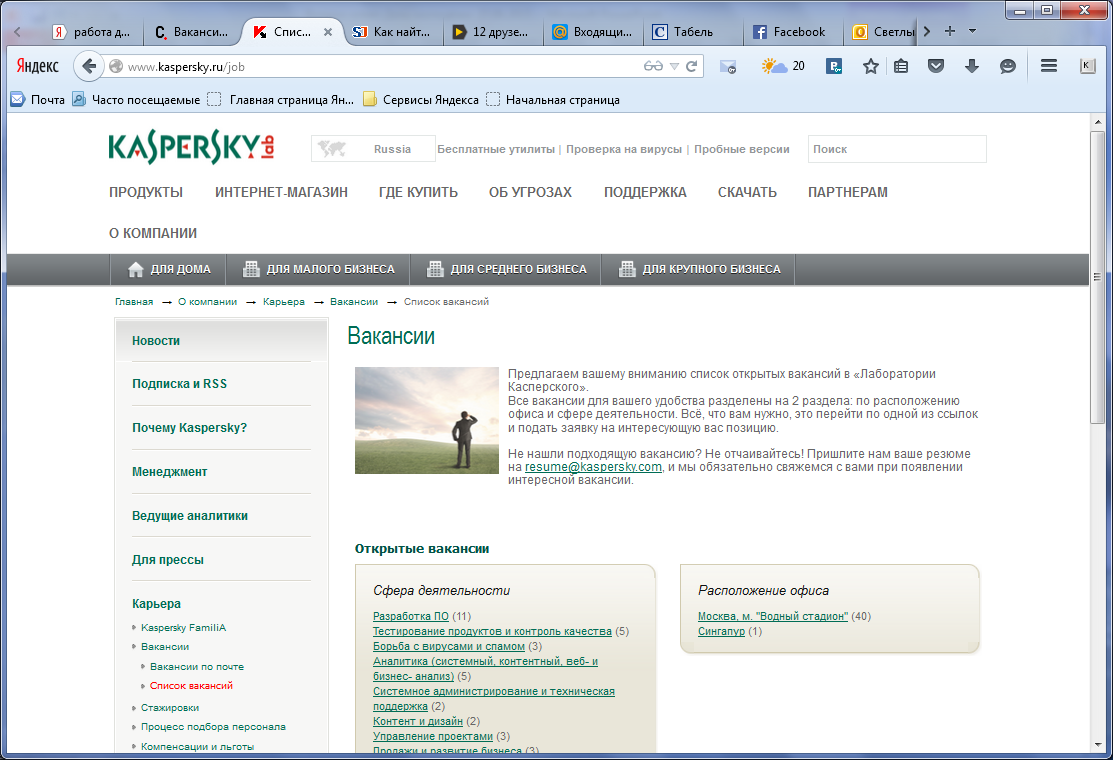 работа д...
Ваканси...
Спис...
Как найт...
12 друзе...
Входящи...
Табель
Facebook
Светлы
Яндекс
www.kaspersky.ru/job
20
Почта
Часто посещаемые
Главная страница Ян...
Сервисы Яндекса
Начальная страница
KASPERSKY lab
Russia
Бесплатные утилиты | Проверка на вирусы | Пробные версии
Поиск
ПРОДУКТЫ
ИНТЕРНЕТ-МАГАЗИН
ГДЕ КУПИТЬ
ОБ УГРОЗАХ
ПОДДЕРЖКА
СКАЧАТЬ
ПАРТНЕРАМ
О КОМПАНИИ
ДЛЯ ДОМА
ДЛЯ МАЛОГО БИЗНЕСА
ДЛЯ СРЕДНЕГО БИЗНЕСА
ДЛЯ КРУПНОГО БИЗНЕСА
Главная → О компании → Карьера → Вакансии → Список вакансий
Новости
Подписка и RSS
Почему Kaspersky?
Менеджмент
Ведущие аналитики
Для прессы
Карьера
Kaspersky FamiliA
Вакансии
Вакансии по почте
Список вакансий
Стажировки
Процесс подбора персонала
Компенсации и льготы
Вакансии
Предлагаем вашему вниманию список открытых вакансий в «Лаборатории
Касперского».
Все вакансии для вашего удобства разделены на 2 раздела: по расположению
офиса и сфере деятельности. Всё, что вам нужно, это перейти по одной из ссылок
и подать заявку на интересующую вас позицию.
Не нашли подходящую вакансию? Не отчаивайтесь! Пришлите нам ваше резюме
на resume@kaspersky.com, и мы обязательно свяжемся с вами при появлении
интересной вакансии.
Открытые вакансии
Сфера деятельности
Разработка ПО (11)
Тестирование продуктов и контроль качества (5)
Борьба с вирусами и спамом (3)
Аналитика (системный, контентный, веб- и
бизнес- анализ) (5)
Системное администрирование и техническая
поддержка (2)
Контент и дизайн (2)
Управление проектами (3)
Продажи и развитие бизнеса (3)
Расположение офиса
Москва, м. "Водный стадион" (40)
Сингапур (1)